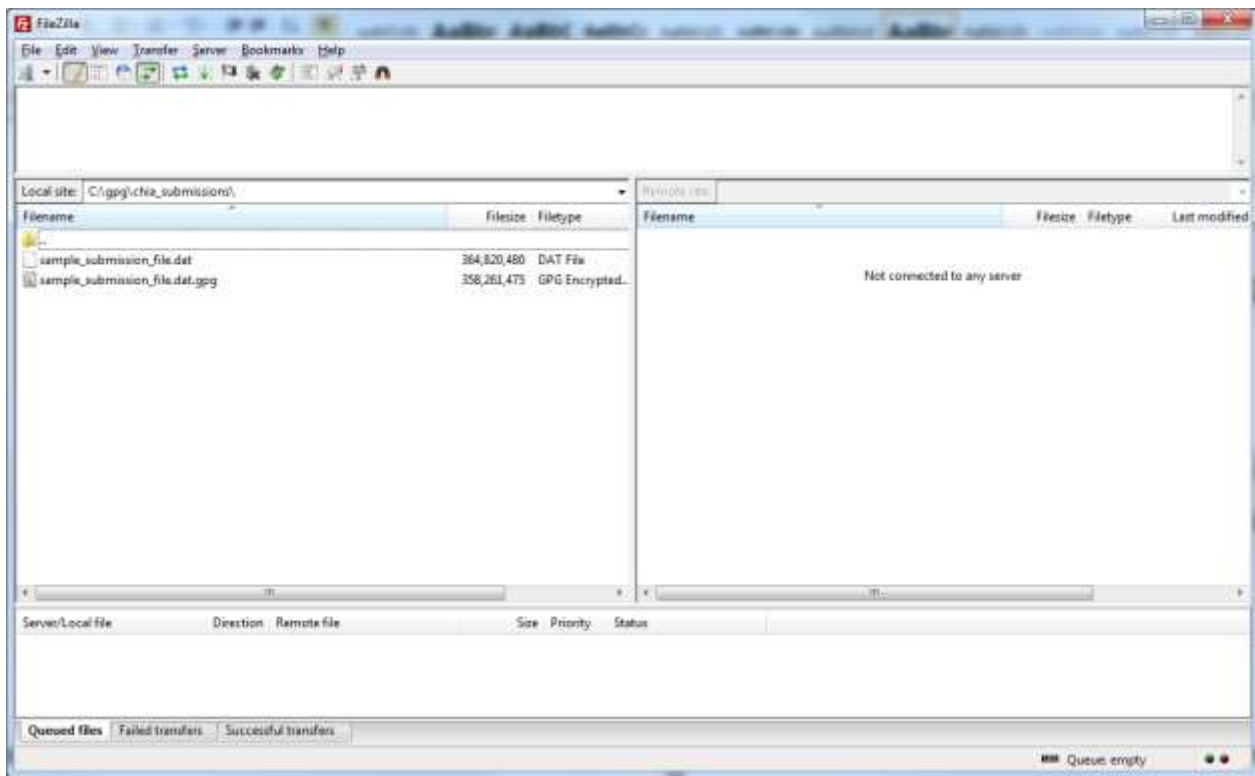 FileZilla
File Edit View Transfer Server Bookmarks Help
Local site: C:\gpg\chia_submissions\
Remote site:
Filename Filesize Filetype
Filename Filesize Filetype Last modified
..
sample_submission_file.dat 364,820,480 DAT File
sample_submission_file.dat.gpg 358,261,475 GPG Encrypted..
Not connected to any server
Server/Local file Direction Remote file Size Priority Status
Queued files Failed transfers Successful transfers
Queue: empty